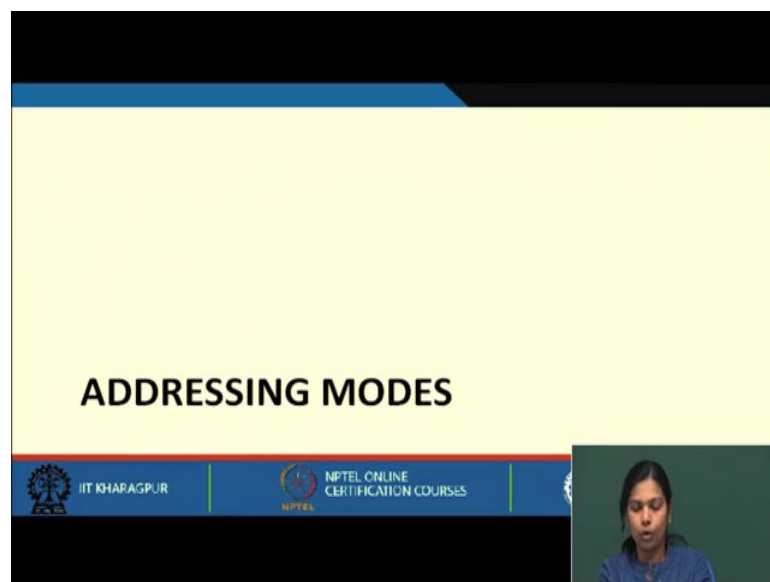 ADDRESSING MODES
IIT KHARAGPUR
NPTEL ONLINE
CERTIFICATION COURSES
NPTEL